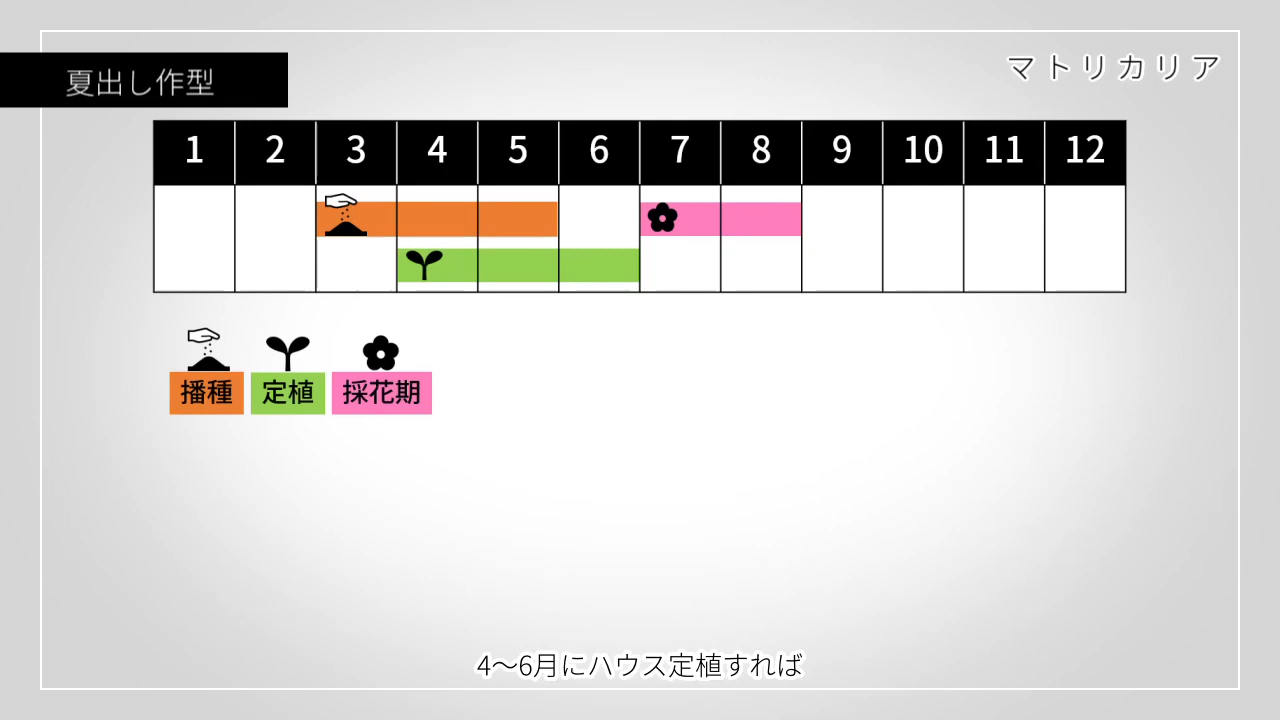 夏出し作型
マトリカリア
1 2 3 4 5 6 7 8 9 10 11 12
播種 定植 採花期
4～6月にハウス定植すれば